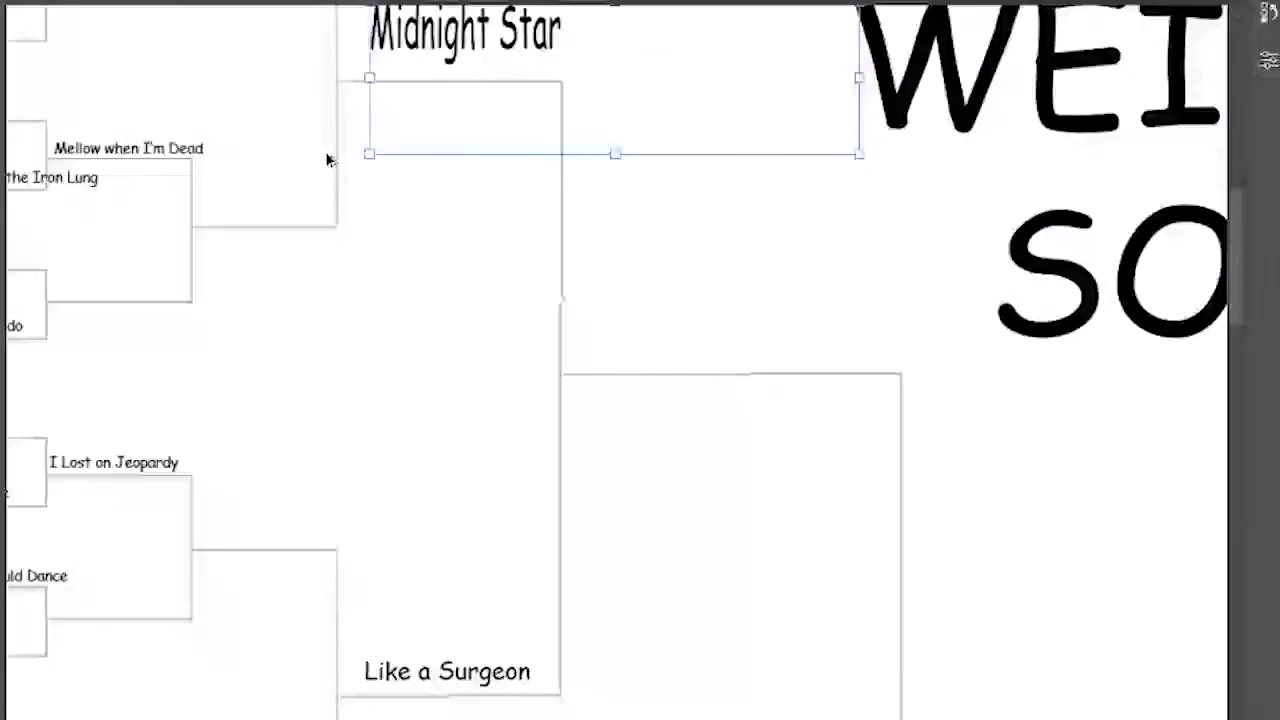 Midnight Star
WEI
Mellow when I'm Dead
the Iron Lung
SO
do
I Lost on Jeopardy
uld Dance
Like a Surgeon